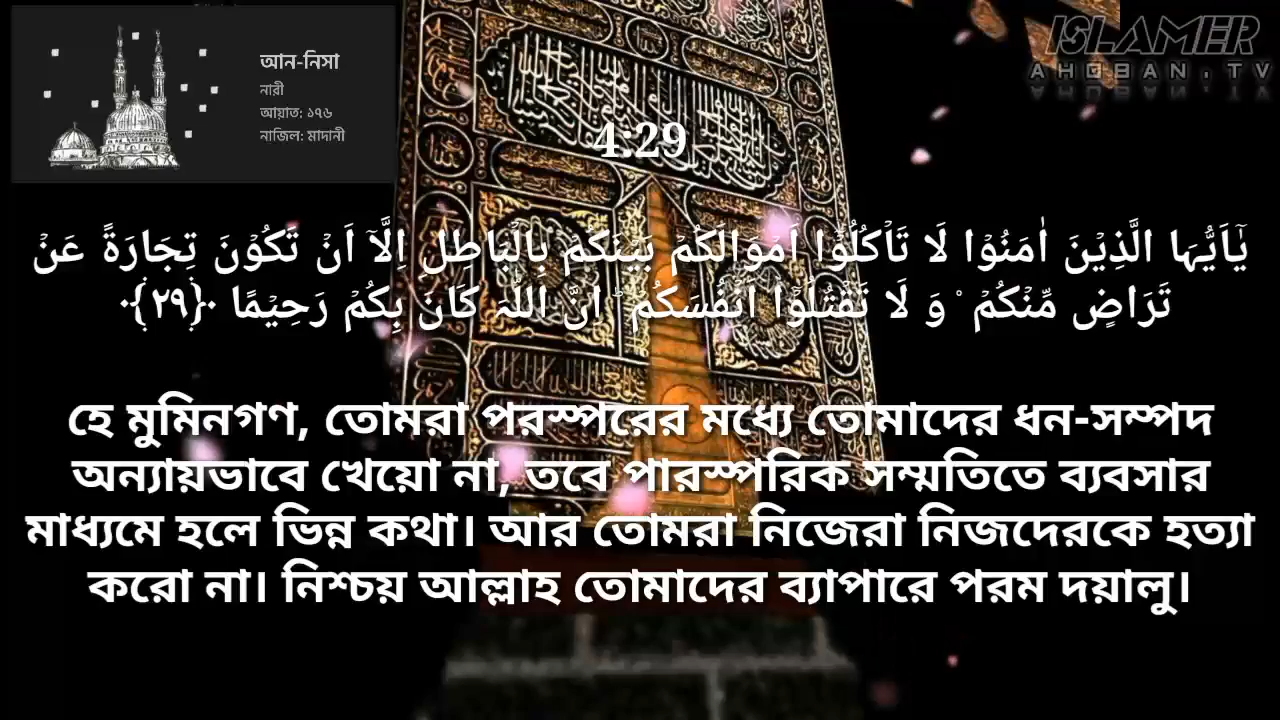 আন-নিসা
নারী
আয়াত: ১৭৬
নাজিল: মাদানী
ISLAMER
AHOBAN.TV
4:29
یٰۤاَیُّہَا الَّذِیۡنَ اٰمَنُوۡا لَا تَاۡکُلُوۡۤا اَمۡوَالَکُمۡ بَیۡنَکُمۡ بِالۡبَاطِلِ اِلَّاۤ اَنۡ تَکُوۡنَ تِجَارَۃً عَنۡ
تَرَاضٍ مِّنۡکُمۡ ۟ وَ لَا تَقۡتُلُوۡۤا اَنۡفُسَکُمۡ ؕ اِنَّ اللّٰہَ کَانَ بِکُمۡ رَحِیۡمًا ﴿۲۹﴾
হে মুমিনগণ, তোমরা পরস্পরের মধ্যে তোমাদের ধন-সম্পদ
অন্যায়ভাবে খেয়ো না, তবে পারস্পরিক সম্মতিতে ব্যবসার
মাধ্যমে হলে ভিন্ন কথা। আর তোমরা নিজেরা নিজদেরকে হত্যা
করো না। নিশ্চয় আল্লাহ তোমাদের ব্যাপারে পরম দয়ালু।